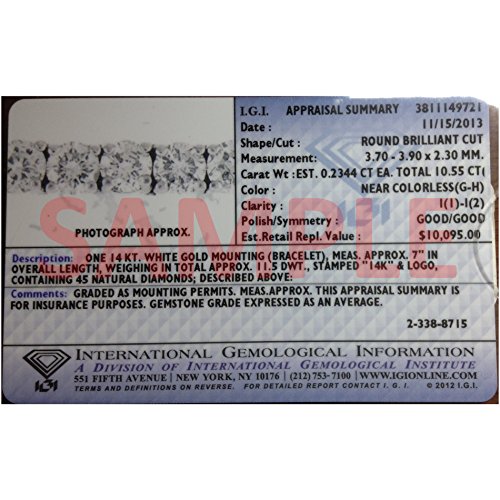 I.G.I. APPRAISAL SUMMARY 3811149721
Date : 11/15/2013
Shape/Cut : ROUND BRILLIANT CUT
Measurement: 3.70 - 3.90 x 2.30 MM.
Carat Wt : EST. 0.2344 CT EA. TOTAL 10.55 CT(
Color : NEAR COLORLESS(G-H)
Clarity : I(1)-I(2)
Polish/Symmetry : GOOD/GOOD
Est.Retail Repl. Value : $10,095.00
PHOTOGRAPH APPROX.
SAMPLE
Description: ONE 14 KT. WHITE GOLD MOUNTING (BRACELET), MEAS. APPROX. 7" IN
OVERALL LENGTH, WEIGHING IN TOTAL APPROX. 11.5 DWT., STAMPED "14K" & LOGO,
CONTAINING 45 NATURAL DIAMONDS;
Comments: GRADED AS MOUNTING PERMITS. MEAS.APPROX. THIS APPRAISAL SUMMARY IS
FOR INSURANCE PURPOSES. GEMSTONE GRADE EXPRESSED AS AN AVERAGE.
2-338-8715
IGI
INTERNATIONAL GEMOLOGICAL INFORMATION
A DIVISION OF INTERNATIONAL GEMOLOGICAL INSTITUTE
551 FIFTH AVENUE | NEW YORK, NY 10176 | (212) 753-7100 | WWW.IGIONLINE.COM
TERMS AND DEFINITIONS ON REVERSE. FOR DETAILED REPORT CONTACT I. G. I. © 2012 I.G.I.